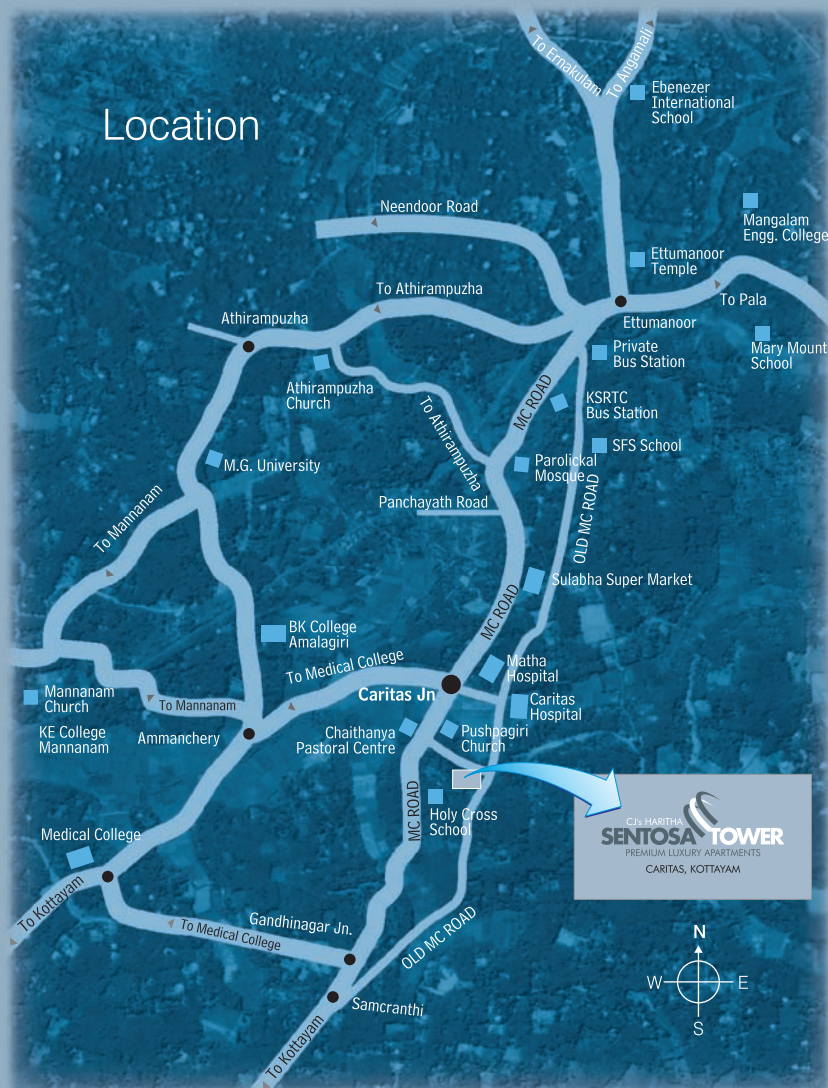 To Ernakulam
To Angamali
Ebenezer
International
School
Location
Neendoor Road
Mangalam
Engg. College
Ettumanoor
Temple
To Athirampuzha
To Pala
Athirampuzha
Ettumanoor
Private
Bus Station
Mary Mount
School
Athirampuzha
Church
MC ROAD
KSRTC
Bus Station
To Athirampuzha
SFS School
M.G. University
Parolickal
Mosque
Panchayath Road
OLD MC ROAD
To Mannanam
Sulabha Super Market
MC ROAD
BK College
Amalagiri
To Medical College
Matha
Hospital
Caritas Jn
Mannanam
Church
To Mannanam
Caritas
Hospital
KE College
Mannanam
Ammanchery
Chaithanya
Pastoral Centre
Pushpagiri
Church
MC ROAD
Holy Cross
School
CJ's HARITHA
SENTOSA TOWER
PREMIUM LUXURY APARTMENTS
CARITAS, KOTTAYAM
Medical College
To Kottayam
Gandhinagar Jn.
To Medical College
OLD MC ROAD
N
W E
S
Samcranthi
To Kottayam